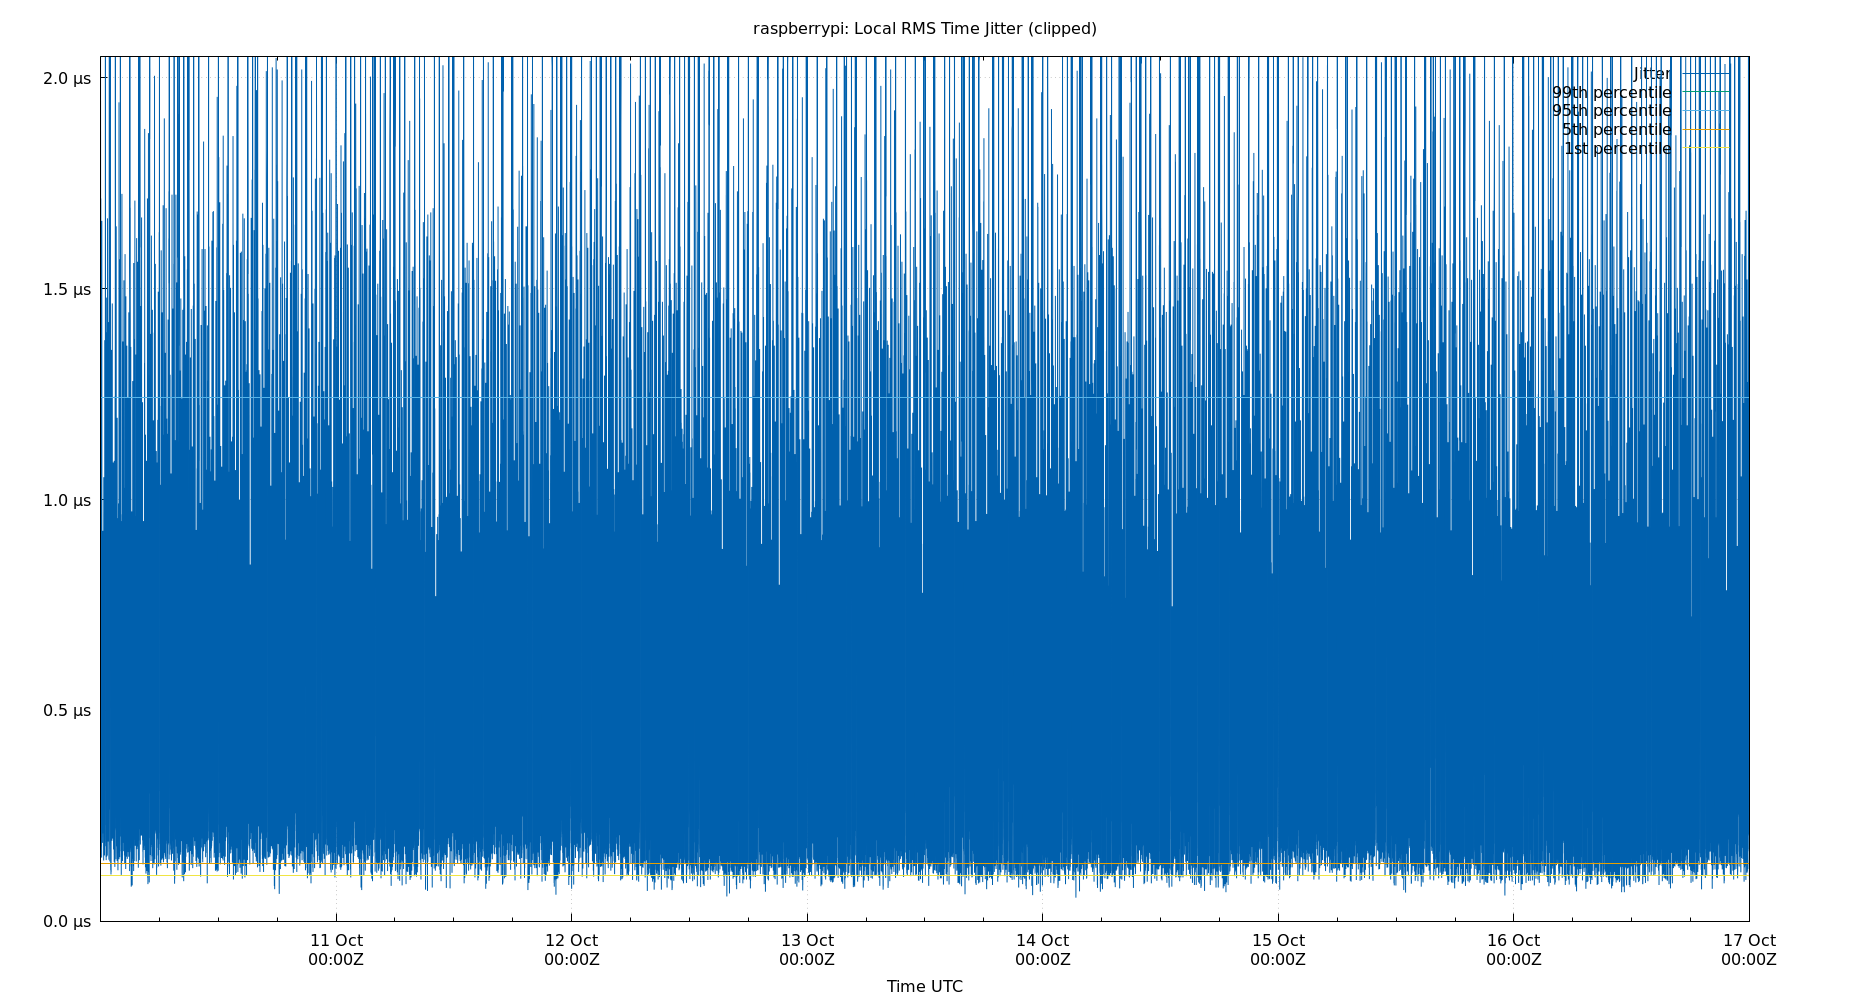 raspberrypi: Local RMS Time Jitter (clipped)
2.0 µs
1.5 µs
1.0 µs
0.5 µs
0.0 µs
Jitter
99th percentile
95th percentile
5th percentile
1st percentile
11 Oct 12 Oct 13 Oct 14 Oct 15 Oct 16 Oct 17 Oct
00:00Z 00:00Z 00:00Z 00:00Z 00:00Z 00:00Z 00:00Z
Time UTC